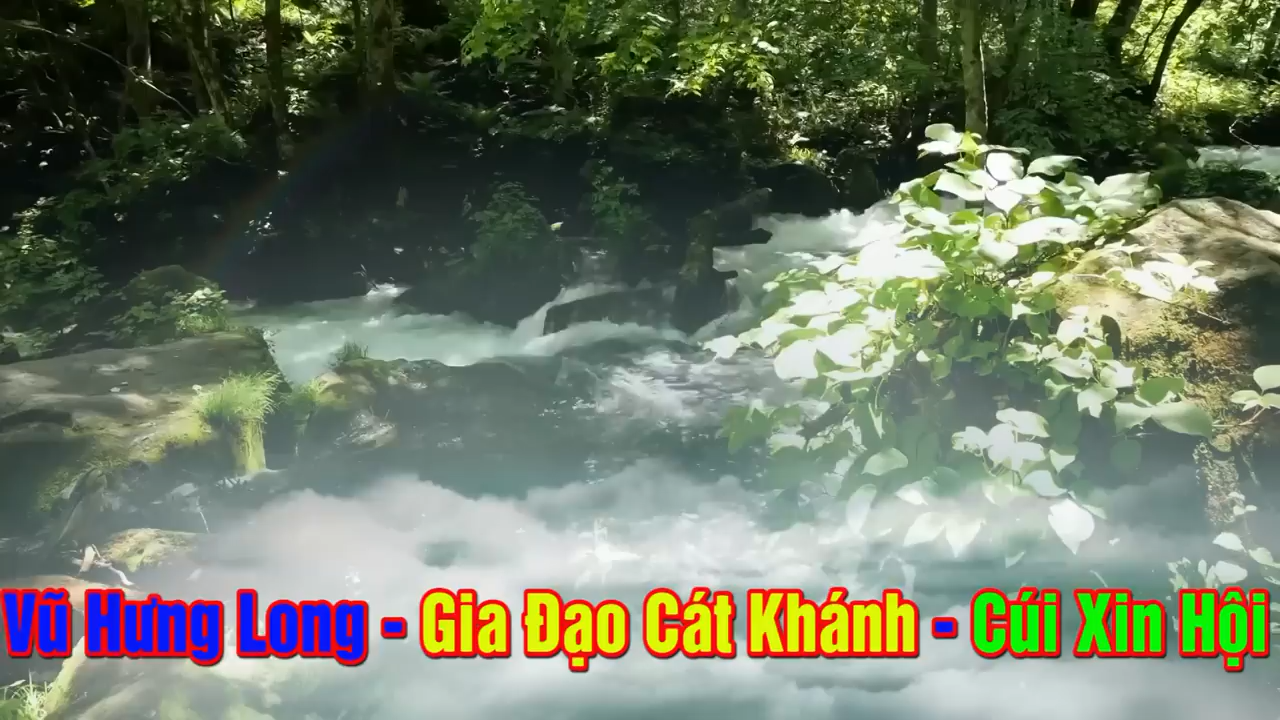 Vũ Hưng Long - Gia Đạo Cát Khánh - Cúi Xin Hội